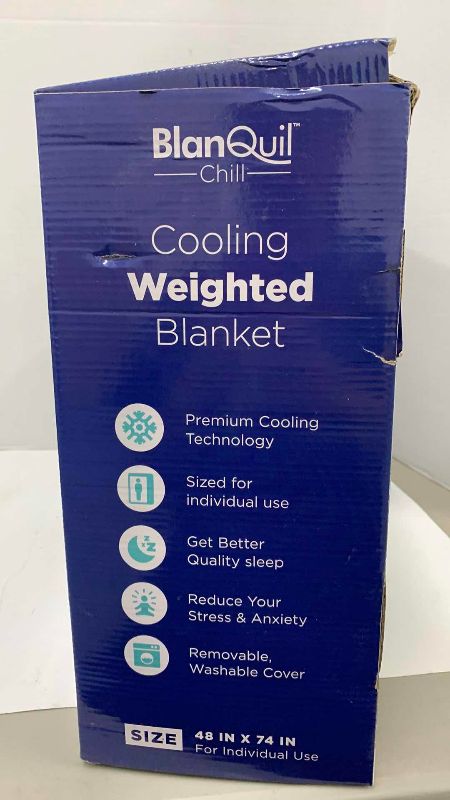 BlanQuil™
Chill
Cooling
Weighted
Blanket
Premium Cooling
Technology
Sized for
individual use
z z z
Get Better
Quality sleep
Reduce Your
Stress & Anxiety
Removable,
Washable Cover
SIZE 48 IN X 74 IN
For Individual Use